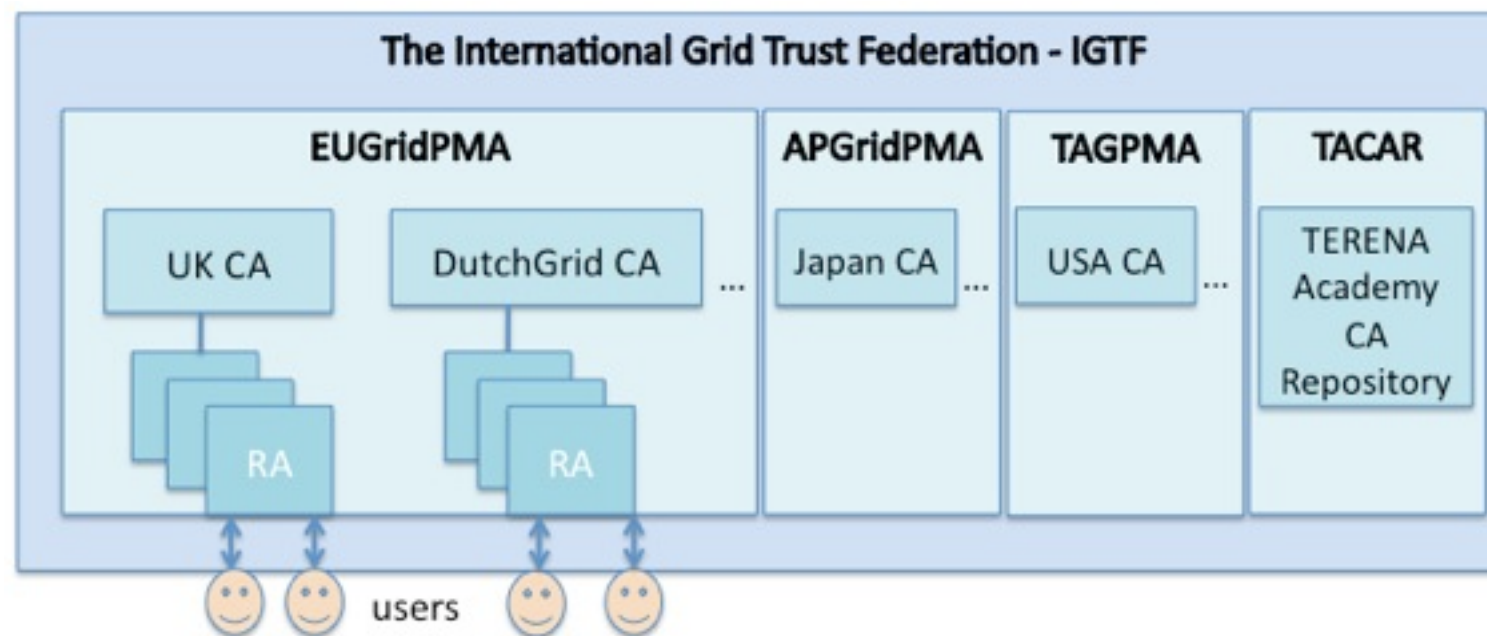 The International Grid Trust Federation - IGTF
EUGridPMA
APGridPMA
TAGPMA
TACAR
UK CA
DutchGrid CA
...
Japan CA
...
USA CA
...
TERENA
Academy
CA
Repository
RA
RA
users